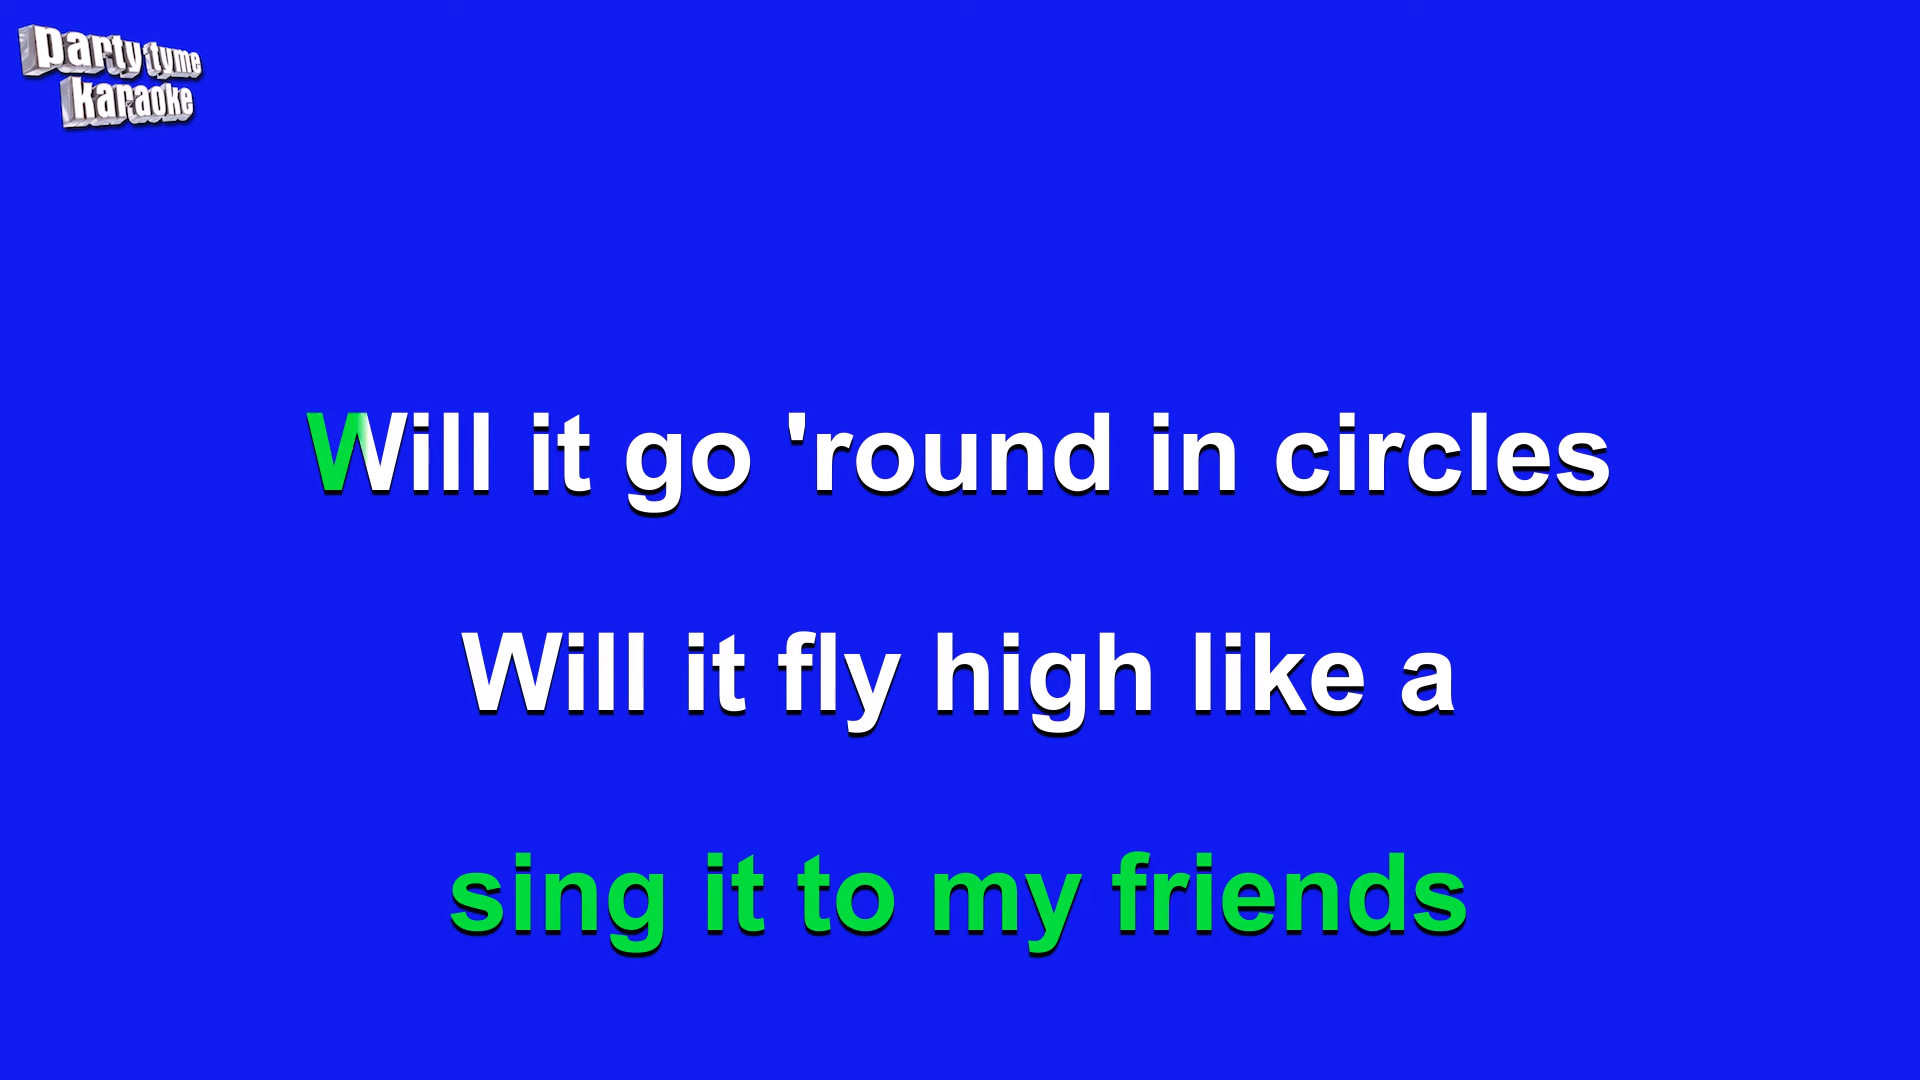 party tyme
karaoke
Will it go 'round in circles
Will it fly high like a
sing it to my friends